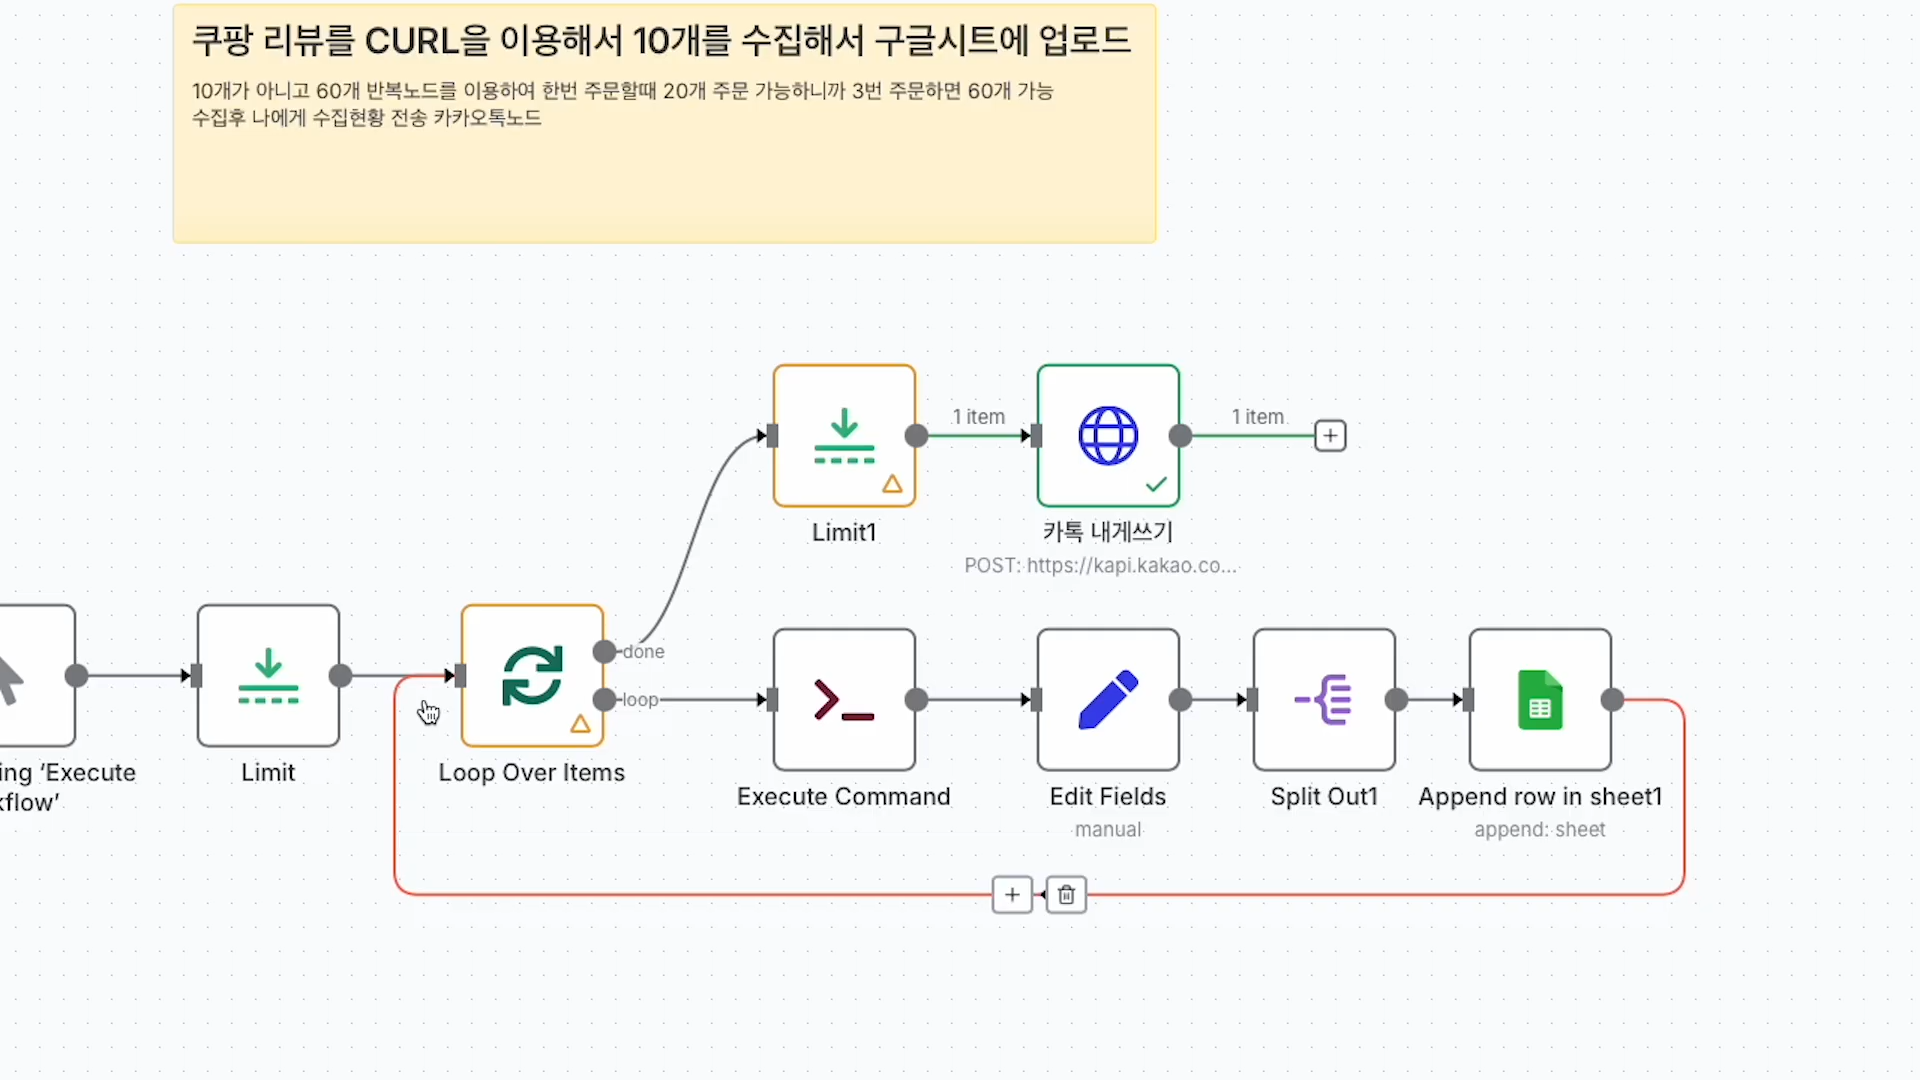 쿠팡 리뷰를 CURL을 이용해서 10개를 수집해서 구글시트에 업로드
10개가 아니고 60개 반복노드를 이용하여 한번 주문할때 20개 주문 가능하니까 3번 주문하면 60개 가능
수집후 나에게 수집현황 전송 카카오톡노드
1 item
1 item
Limit1
카톡 내게쓰기
POST: https://kapi.kakao.co...
done
loop
ing ‘Execute
kflow’
Limit
Loop Over Items
Execute Command
Edit Fields
manual
Split Out1
Append row in sheet1
append: sheet